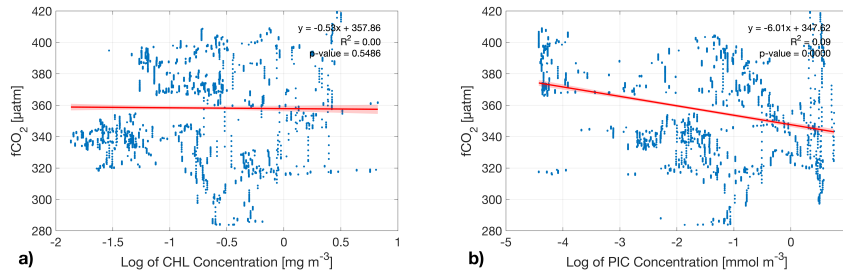 420
400
380
360
340
320
300
280
fCO2 [µatm]
-2
-1.5
-1
-0.5
0
0.5
1
Log of CHL Concentration [mg m-3]
y = -0.53x + 357.86
R2 = 0.00
p-value = 0.5486
a)
420
400
380
360
340
320
300
280
fCO2 [µatm]
-5
-4
-3
-2
-1
0
Log of PIC Concentration [mmol m-3]
y = -6.01x + 347.62
R2 = 0.09
p-value = 0.0000
b)